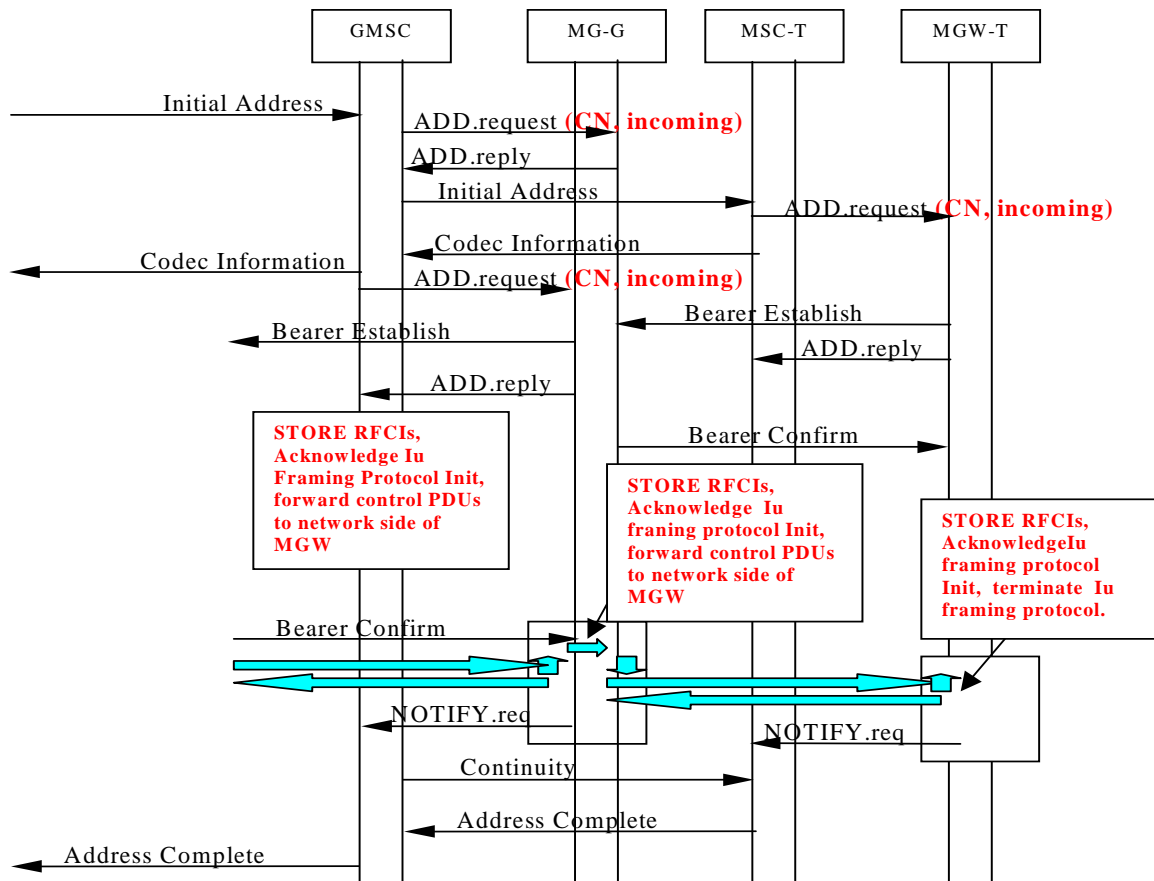 GMSC
MG-G
MSC-T
MGW-T
Initial Address
ADD.request (CN, incoming)
ADD.reply
Initial Address
ADD.request (CN, incoming)
Codec Information
Codec Information
ADD.request (CN, incoming)
Bearer Establish
Bearer Establish
ADD.reply
ADD.reply
STORE RFCIs,
Acknowledge Iu
Framing Protocol Init,
forward control PDUs
to network side of
MGW
Bearer Confirm
STORE RFCIs,
Acknowledge Iu
franing protocol Init,
forward control PDUs
to network side of
MGW
STORE RFCIs,
AcknowledgeIu
framing protocol
Init, terminate Iu
framing protocol.
Bearer Confirm
NOTIFY.req
NOTIFY.req
Continuity
Address Complete
Address Complete